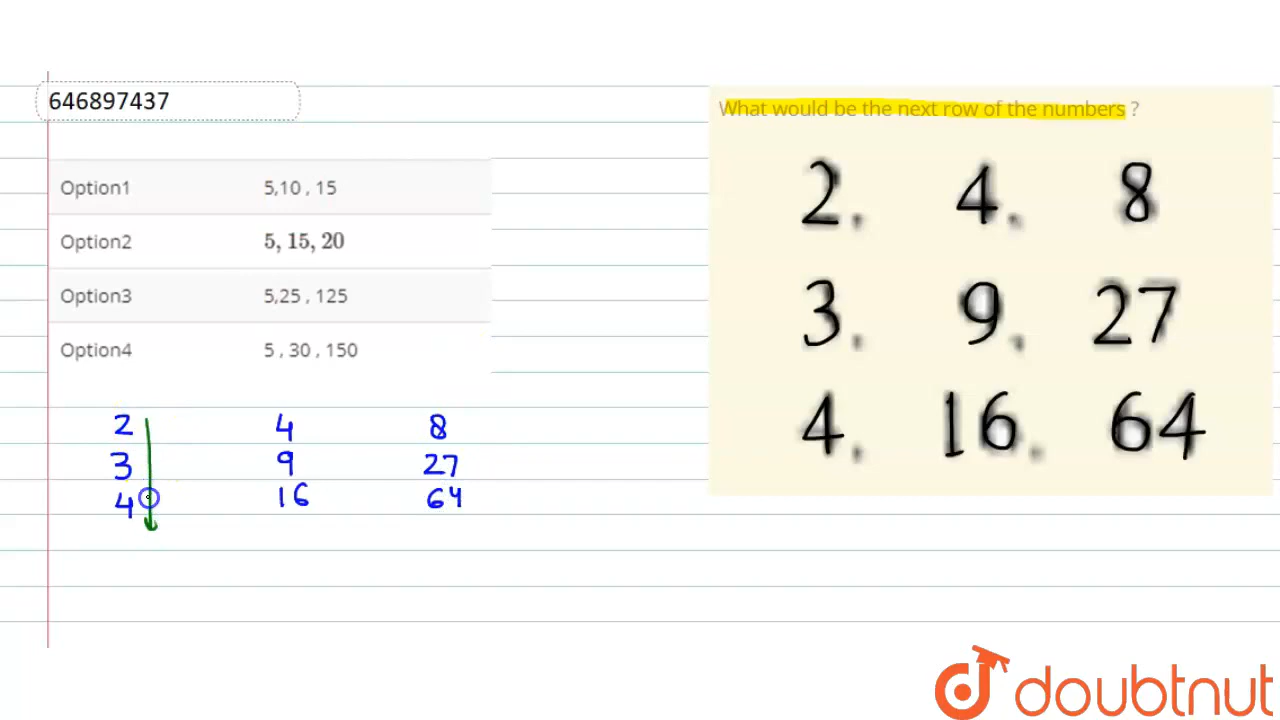 646897437
What would be the next row of the numbers ?
Option1 5,10 , 15
Option2 5, 15, 20
Option3 5,25 , 125
Option4 5 , 30 , 150
2. 4. 8
3. 9. 27
4. 16. 64
2 4 8
3 9 27
4 16 64
doubtnut